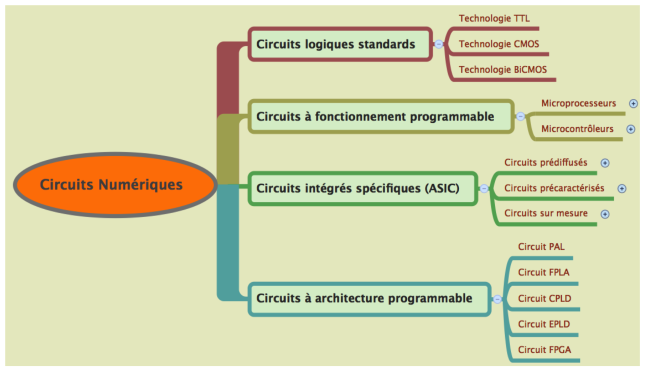 Circuits Numériques
Circuits logiques standards
Technologie TTL
Technologie CMOS
Technologie BiCMOS
Circuits à fonctionnement programmable
Microprocesseurs
Microcontrôleurs
Circuits intégrés spécifiques (ASIC)
Circuits prédiffusés
Circuits précaractérisés
Circuits sur mesure
Circuits à architecture programmable
Circuit PAL
Circuit FPLA
Circuit CPLD
Circuit EPLD
Circuit FPGA